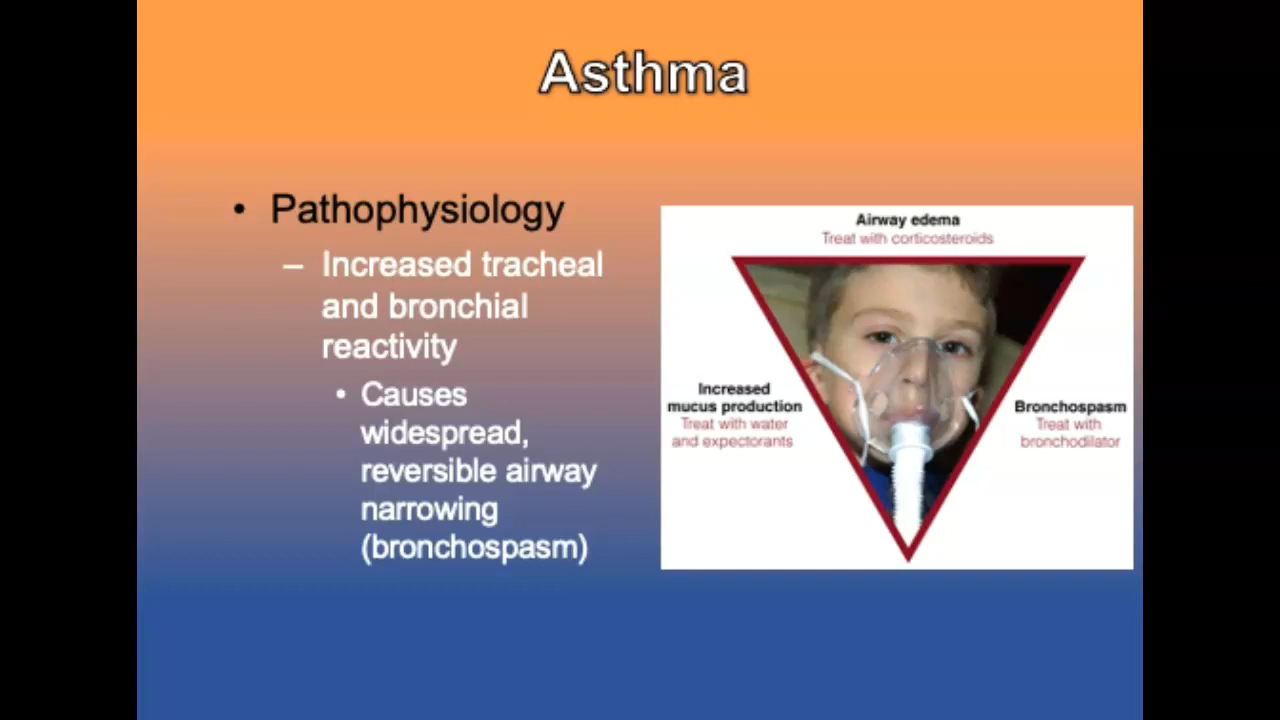 Asthma
• Pathophysiology
– Increased tracheal
and bronchial
reactivity
• Causes
widespread,
reversible airway
narrowing
(bronchospasm)
Airway edema
Treat with corticosteroids
Increased
mucus production
Treat with water
and expectorants
Bronchospasm
Treat with
bronchodilator